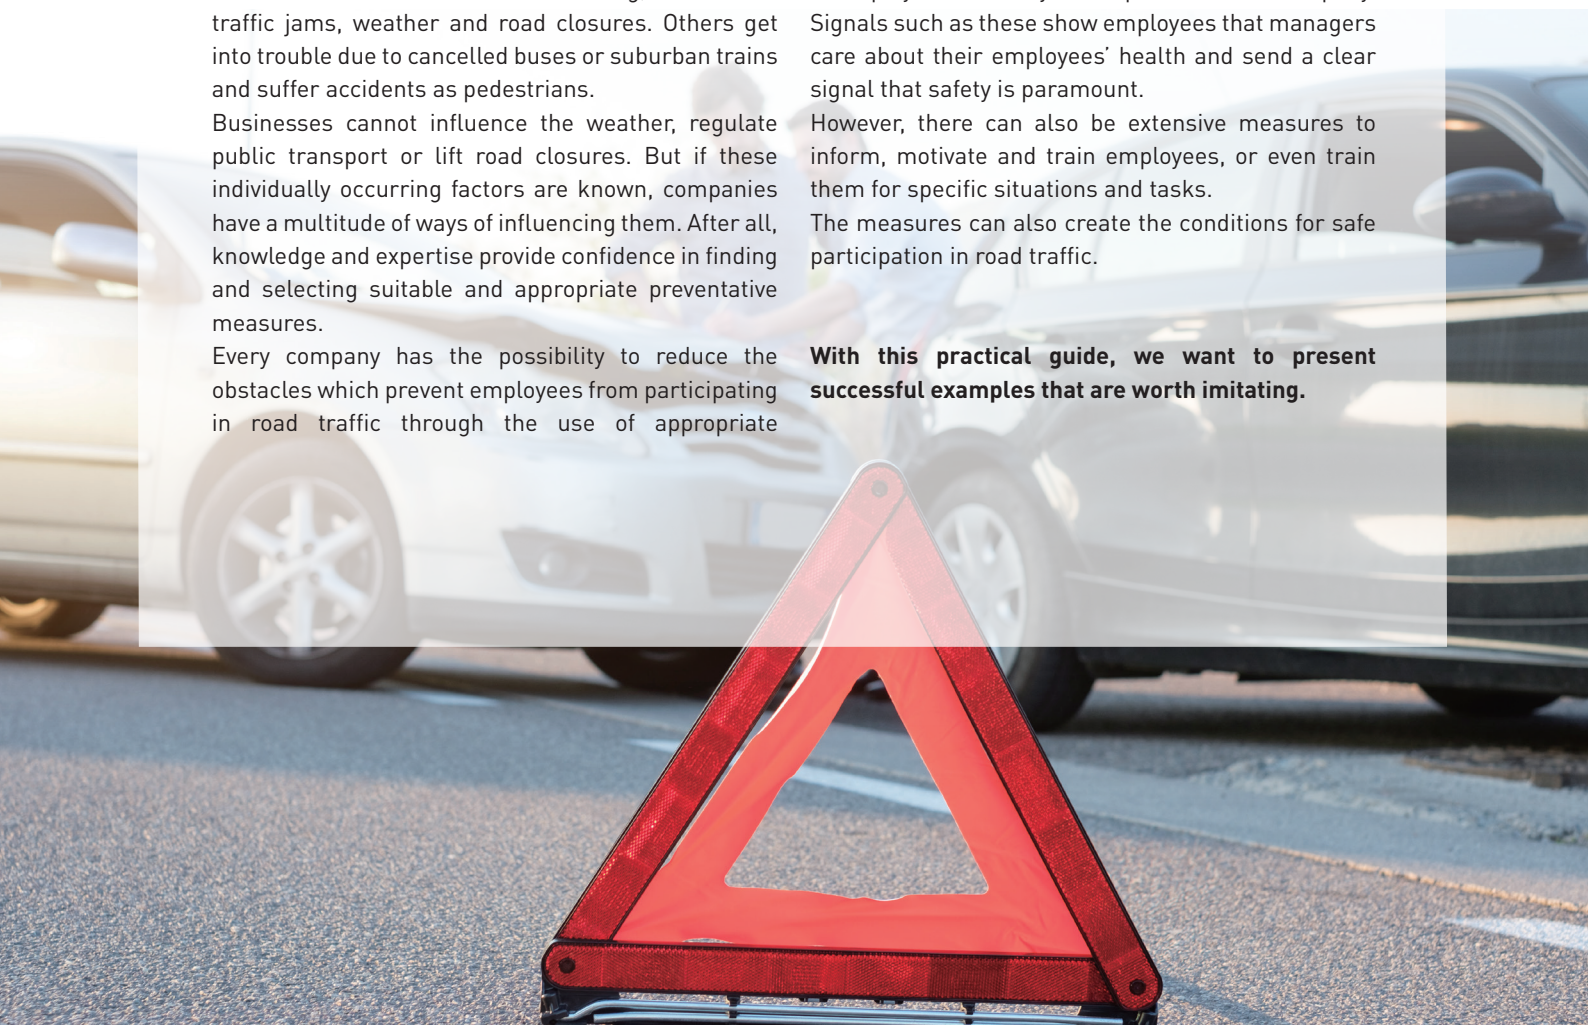 traffic jams, weather and road closures. Others get
into trouble due to cancelled buses or suburban trains
and suffer accidents as pedestrians.
Businesses cannot influence the weather, regulate
public transport or lift road closures. But if these
individually occurring factors are known, companies
have a multitude of ways of influencing them. After all,
knowledge and expertise provide confidence in finding
and selecting suitable and appropriate preventative
measures.
Every company has the possibility to reduce the
obstacles which prevent employees from participating
in road traffic through the use of appropriate
Signals such as these show employees that managers
care about their employees’ health and send a clear
signal that safety is paramount.
However, there can also be extensive measures to
inform, motivate and train employees, or even train
them for specific situations and tasks.
The measures can also create the conditions for safe
participation in road traffic.
With this practical guide, we want to present
successful examples that are worth imitating.